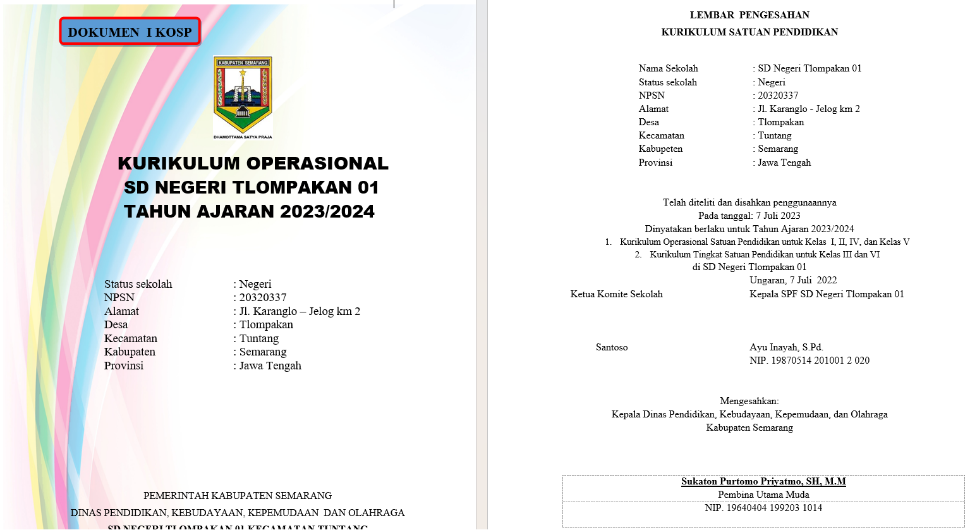 DOKUMEN I KOSP
KABUPATEN SEMARANG
DHARMOTTAMA SATYA PRAJA
KURIKULUM OPERASIONAL
SD NEGERI TLOMPAKAN 01
TAHUN AJARAN 2023/2024
Status sekolah : Negeri
NPSN : 20320337
Alamat : Jl. Karanglo – Jelog km 2
Desa : Tlompakan
Kecamatan : Tuntang
Kabupaten : Semarang
Provinsi : Jawa Tengah
PEMERINTAH KABUPATEN SEMARANG
DINAS PENDIDIKAN, KEBUDAYAAN, KEPEMUDAAN DAN OLAHRAGA
SD NEGERI TLOMPAKAN 01 KECAMATAN TUNTANG
LEMBAR PENGESAHAN
KURIKULUM SATUAN PENDIDIKAN
Nama Sekolah : SD Negeri Tlompakan 01
Status sekolah : Negeri
NPSN : 20320337
Alamat : Jl. Karanglo - Jelog km 2
Desa : Tlompakan
Kecamatan : Tuntang
Kabupeten : Semarang
Provinsi : Jawa Tengah
Telah diteliti dan disahkan penggunaannya
Pada tanggal: 7 Juli 2023
Dinyatakan berlaku untuk Tahun Ajaran 2023/2024
1. Kurikulum Operasional Satuan Pendidikan untuk Kelas I, II, IV, dan Kelas V
2. Kurikulum Tingkat Satuan Pendidikan untuk Kelas III dan VI
di SD Negeri Tlompakan 01
Ungaran, 7 Juli 2022
Ketua Komite Sekolah Kepala SPF SD Negeri Tlompakan 01
Santoso Ayu Inayah, S.Pd.
NIP. 19870514 201001 2 020
Mengesahkan:
Kepala Dinas Pendidikan, Kebudayaan, Kepemudaan, dan Olahraga
Kabupaten Semarang
Sukaton Purtomo Priyatmo, SH, M.M
Pembina Utama Muda
NIP. 19640404 199203 1014